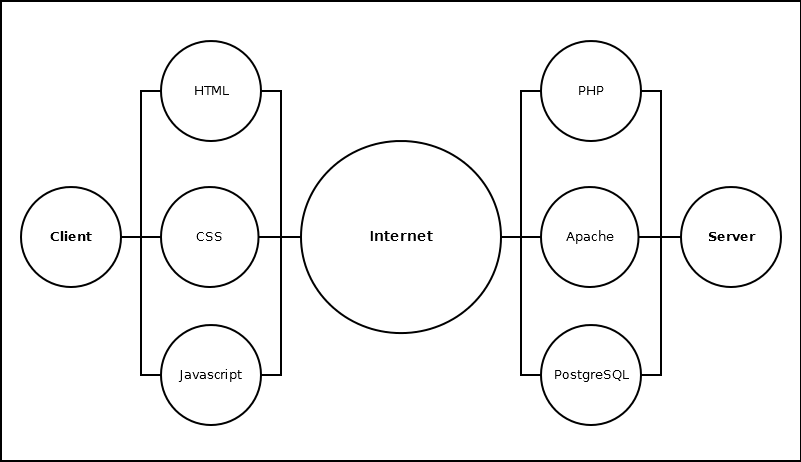 HTML
PHP
Client
CSS
Internet
Apache
Server
Javascript
PostgreSQL